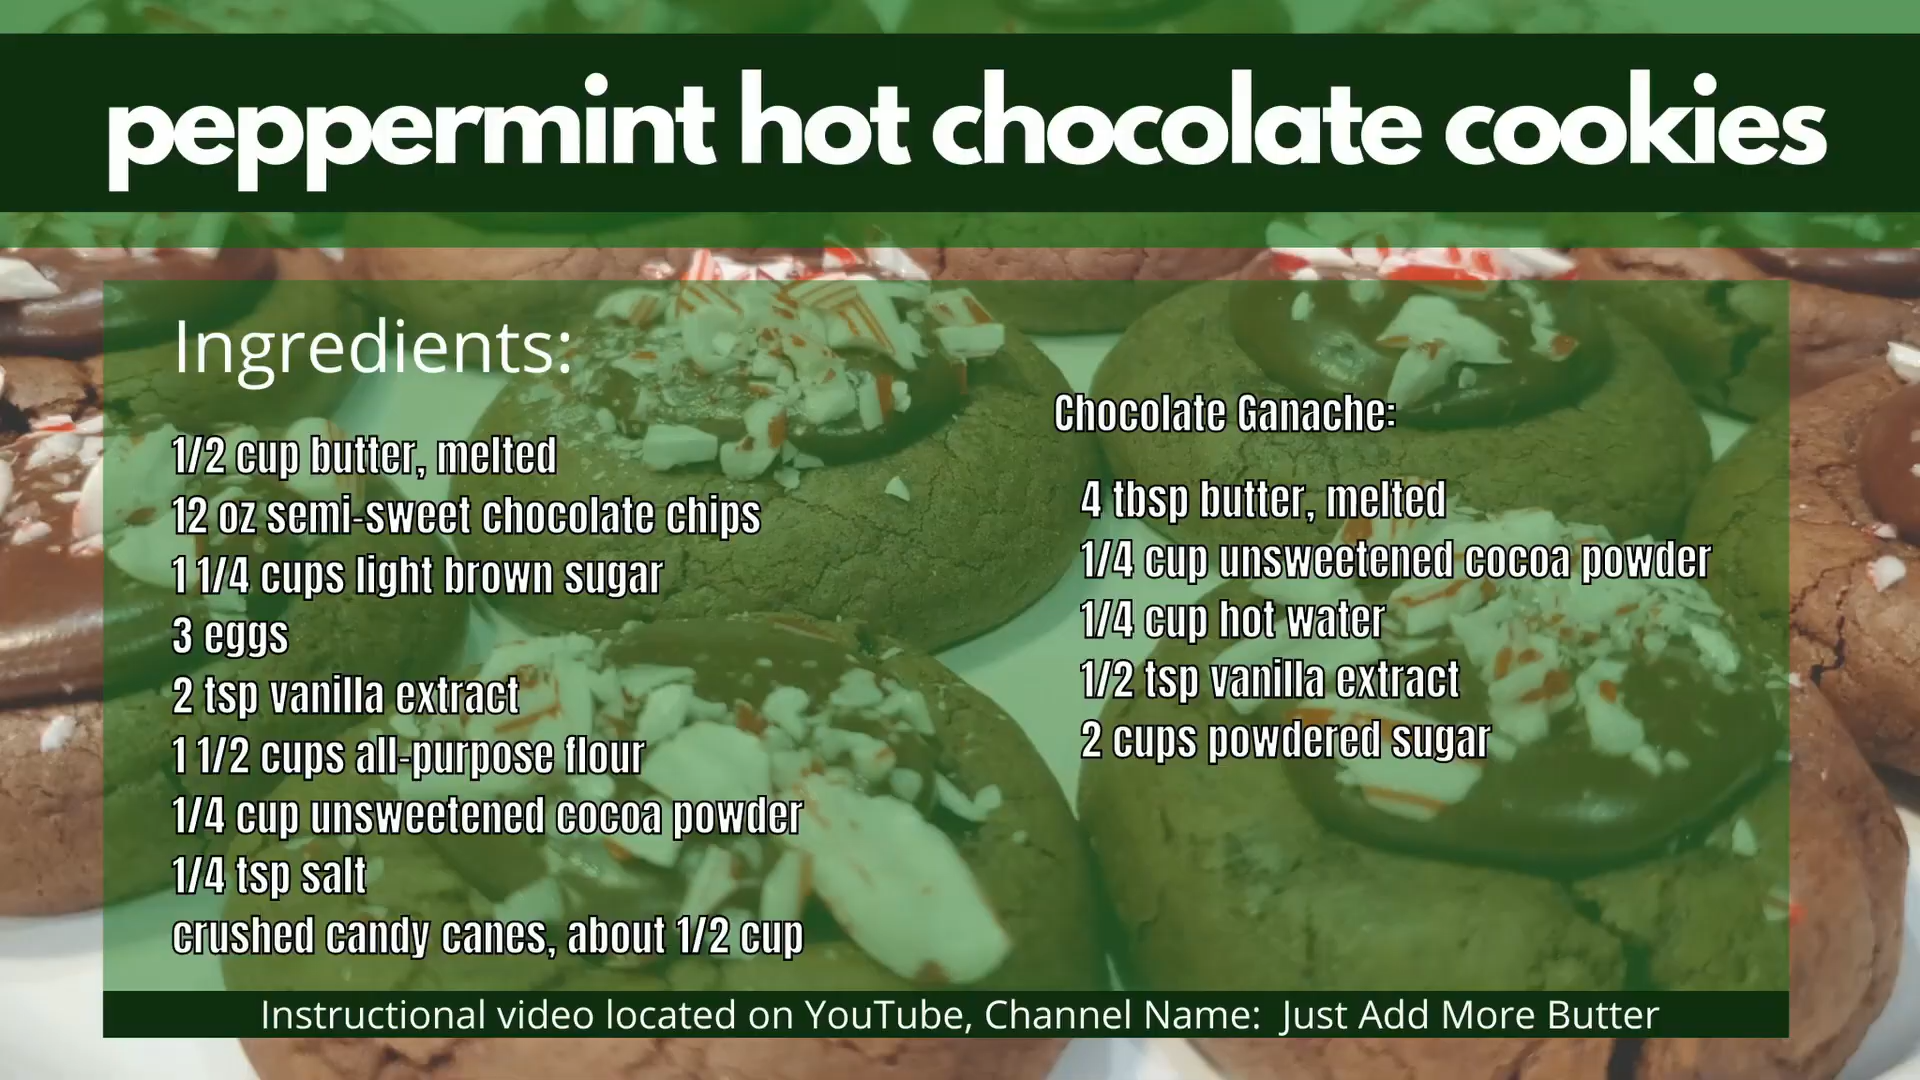 peppermint hot chocolate cookies
Ingredients:
1/2 cup butter, melted
12 oz semi-sweet chocolate chips
1 1/4 cups light brown sugar
3 eggs
2 tsp vanilla extract
1 1/2 cups all-purpose flour
1/4 cup unsweetened cocoa powder
1/4 tsp salt
crushed candy canes, about 1/2 cup
Chocolate Ganache:
4 tbsp butter, melted
1/4 cup unsweetened cocoa powder
1/4 cup hot water
1/2 tsp vanilla extract
2 cups powdered sugar
Instructional video located on YouTube, Channel Name: Just Add More Butter